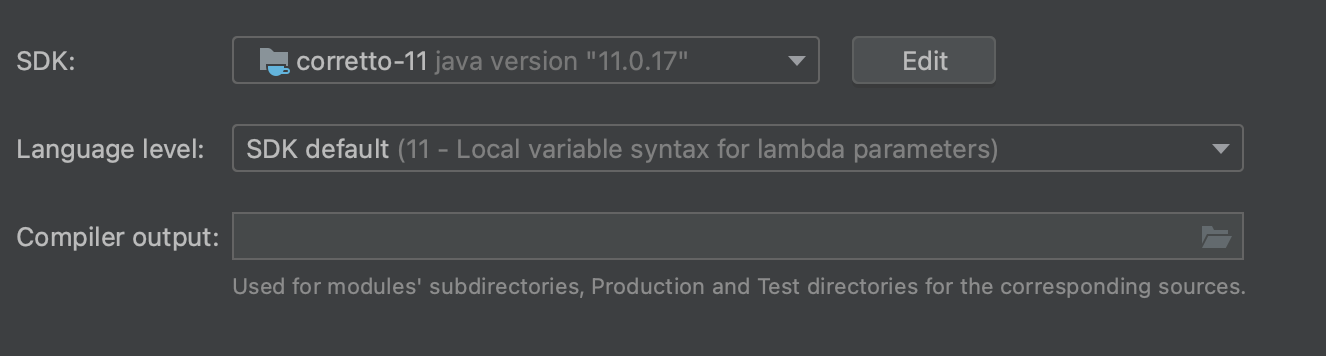 SDK: corretto-11 java version "11.0.17" Edit
Language level: SDK default (11 - Local variable syntax for lambda parameters)
Compiler output:
Used for modules' subdirectories, Production and Test directories for the corresponding sources.